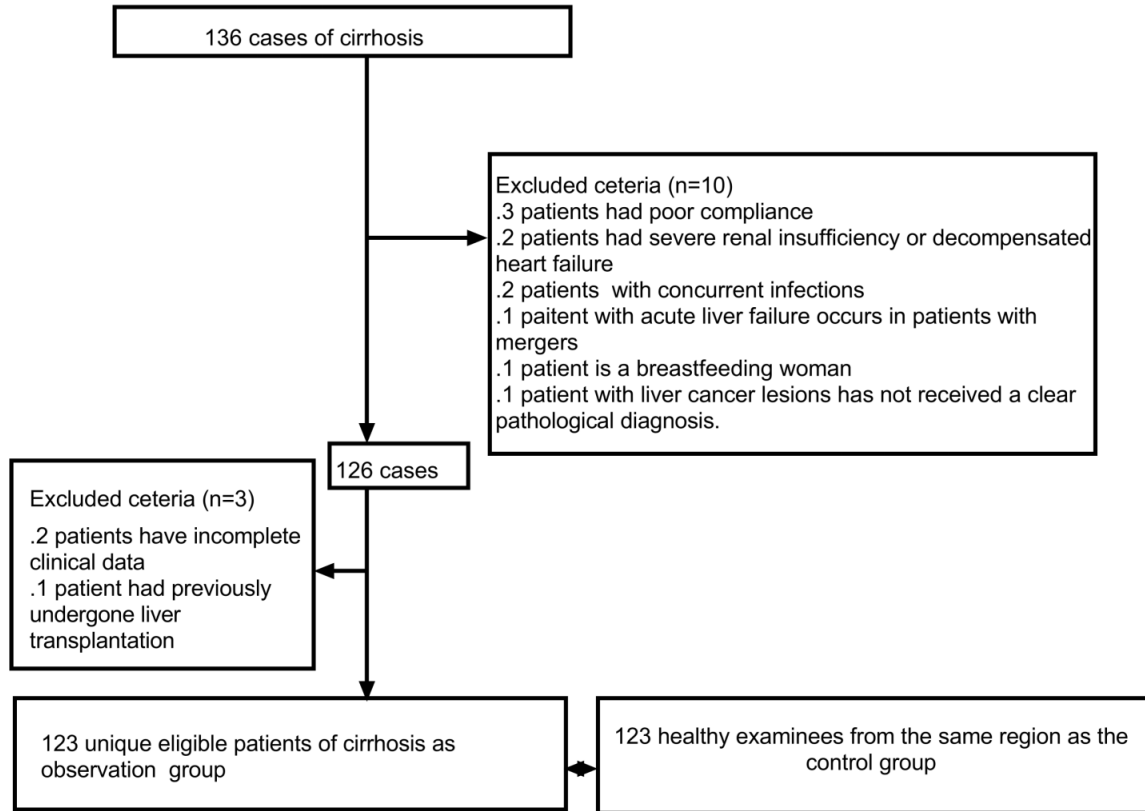 136 cases of cirrhosis
Excluded ceteria (n=10)
.3 patients had poor compliance
.2 patients had severe renal insufficiency or decompensated
heart failure
.2 patients with concurrent infections
.1 paitent with acute liver failure occurs in patients with
mergers
.1 patient is a breastfeeding woman
.1 patient with liver cancer lesions has not received a clear
pathological diagnosis.
126 cases
Excluded ceteria (n=3)
.2 patients have incomplete
clinical data
.1 patient had previously
undergone liver
transplantation
123 unique eligible patients of cirrhosis as
observation group
123 healthy examinees from the same region as the
control group